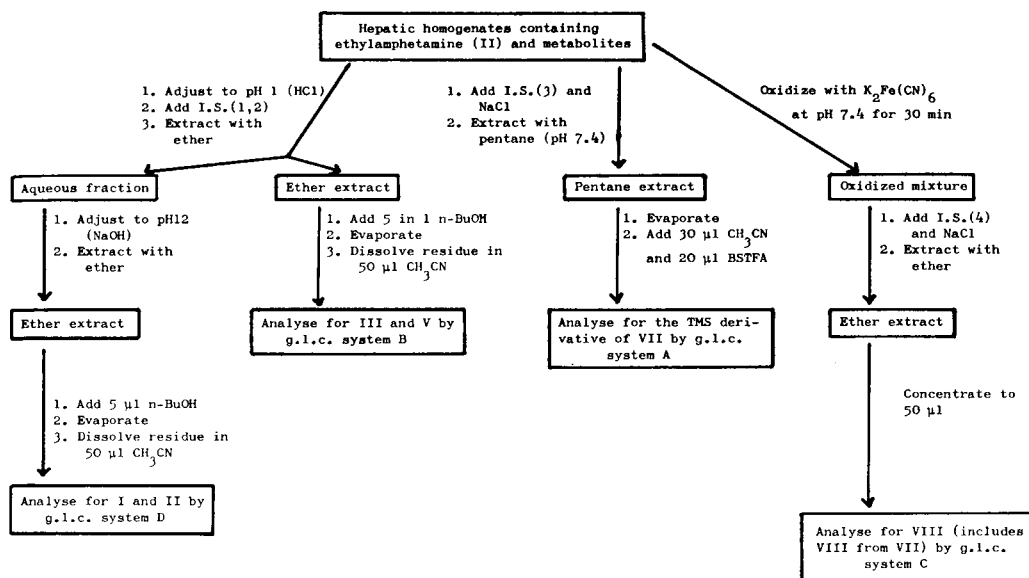 Hepatic homogenates containing
ethylamphetamine (II) and metabolites
1. Adjust to pH 1 (HCl)
2. Add I.S.(1,2)
3. Extract with
ether
1. Add I.S.(3) and
NaCl
2. Extract with
pentane (pH 7.4)
Oxidize with K2Fe(CN)6
at pH 7.4 for 30 min
Aqueous fraction
Ether extract
Pentane extract
Oxidized mixture
1. Adjust to pH12
(NaOH)
2. Extract with
ether
1. Add 5 in 1 n-BuOM
2. Evaporate
3. Dissolve residue in
50 µl CH3CN
1. Evaporate
2. Add 30 µl CH3CN
and 20 µl BSTFA
1. Add I.S.(4)
and NaCl
2. Extract with
ether
Ether extract
Analyse for III and V by
g.l.c. system B
Analyse for the TMS deri-
vative of VII by g.l.c.
system A
Ether extract
1. Add 5 µl n-BuOH
2. Evaporate
3. Dissolve residue in
50 µl CH3CN
Concentrate to
50 µl
Analyse for I and II by
g.l.c. system D
Analyse for VIII (includes
VIII from VII) by g.l.c.
system C